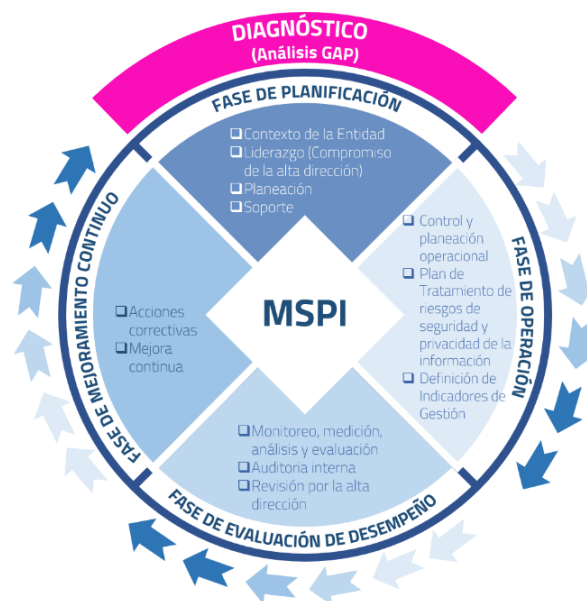 DIAGNÓSTICO
(Análisis GAP)
FASE DE PLANIFICACIÓN
❑Contexto de la Entidad
❑Liderazgo (Compromiso
de la alta dirección)
❑Planeación
❑Soporte
FASE DE OPERACIÓN
❑ Control y
planeación
operacional
❑ Plan de
Tratamiento de
riesgos de
seguridad y
privacidad de la
información
❑ Definición de
Indicadores de
Gestión
MSPI
FASE DE EVALUACIÓN DE DESEMPEÑO
❑Monitoreo, medición,
análisis y evaluación
❑Auditoria interna
❑Revisión por la alta
dirección
FASE DE MEJORAMIENTO CONTINUO
❑Acciones
correctivas
❑Mejora
continua